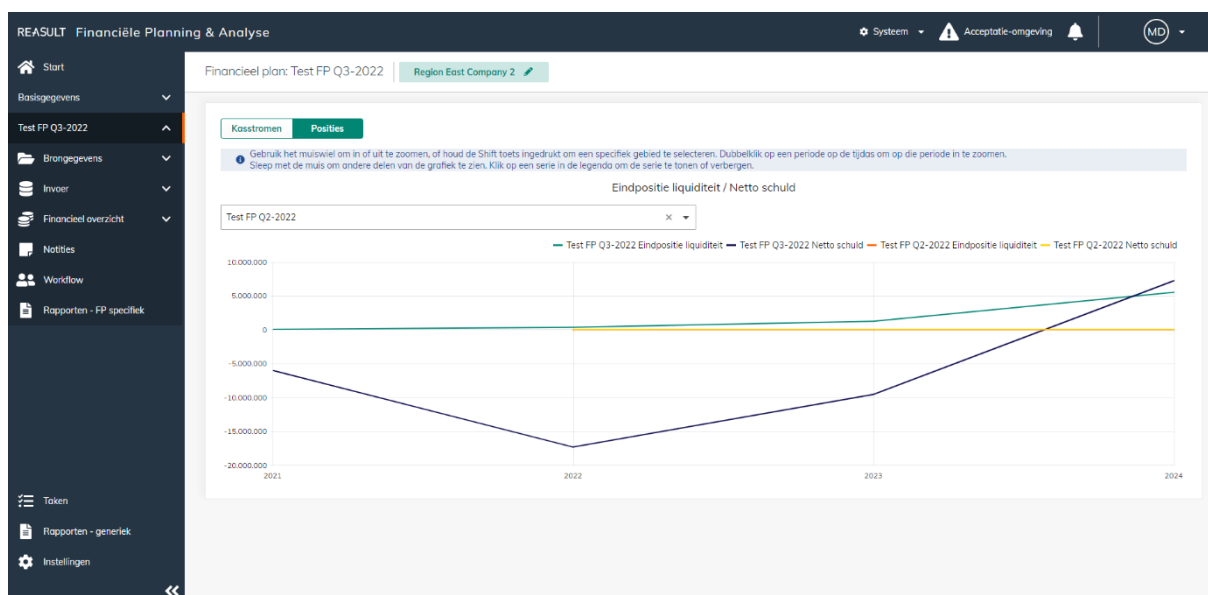 REASULT Financiële Planning & Analyse
Systeem
Acceptatie-omgeving
MD
Start
Basisgegevens
Test FP Q3-2022
Brongegevens
Invoer
Financieel overzicht
Notities
Workflow
Rapporten - FP specifiek
Taken
Rapporten - generiek
Instellingen
Financieel plan: Test FP Q3-2022
Region East Company 2
Kasstromen
Posities
Gebruik het muiswiel om in of uit te zoomen, of houd de Shift toets ingedrukt om een specifiek gebied te selecteren. Dubbelklik op een periode op de tijdas om op die periode in te zoomen.
Sleep met de muis om andere delen van de grafiek te zien. Klik op een serie in de legenda om de serie te tonen of verbergen.
Eindpositie liquiditeit / Netto schuld
Test FP Q2-2022
Test FP Q3-2022 Eindpositie liquiditeit
Test FP Q3-2022 Netto schuld
Test FP Q2-2022 Eindpositie liquiditeit
Test FP Q2-2022 Netto schuld
10.000.000
5.000.000
0
-5.000.000
-10.000.000
-15.000.000
-20.000.000
2021
2022
2023
2024